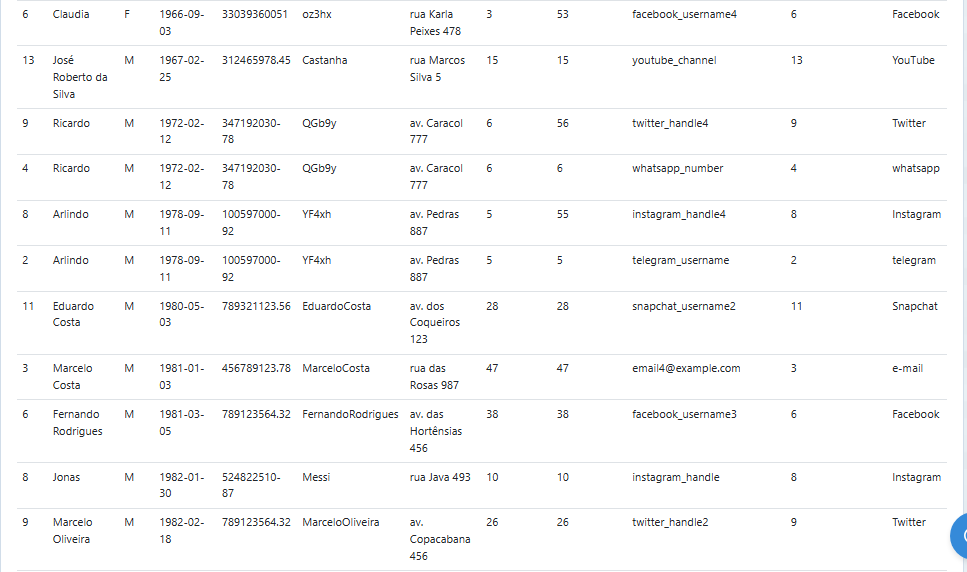 6 Claudia F 1966-09- 33039360051 oz3hx rua Karla 3 53 facebook_username4 6 Facebook
03 Peixes 478
13 José M 1967-02- 312465978.45 Castanha rua Marcos 15 15 youtube_channel 13 YouTube
Roberto da 25 Silva 5
Silva
9 Ricardo M 1972-02- 347192030- QGb9y av. Caracol 6 56 twitter_handle4 9 Twitter
12 78 777
4 Ricardo M 1972-02- 347192030- QGb9y av. Caracol 6 6 whatsapp_number 4 whatsapp
12 78 777
8 Arlindo M 1978-09- 100597000- YF4xh av. Pedras 5 55 instagram_handle4 8 Instagram
11 92 887
2 Arlindo M 1978-09- 100597000- YF4xh av. Pedras 5 5 telegram_username 2 telegram
11 92 887
11 Eduardo M 1980-05- 789321123.56 EduardoCosta av. dos 28 28 snapchat_username2 11 Snapchat
Costa 03 Coqueiros
123
3 Marcelo M 1981-01- 456789123.78 MarceloCosta rua das 47 47 email4@example.com 3 e-mail
Costa 03 Rosas 987
6 Fernando M 1981-03- 789123564.32 FernandoRodrigues av. das 38 38 facebook_username3 6 Facebook
Rodrigues 05 Hortênsias
456
8 Jonas M 1982-01- 524822510- Messi rua Java 493 10 10 instagram_handle 8 Instagram
30 87
9 Marcelo M 1982-02- 789123564.32 MarceloOliveira av. 26 26 twitter_handle2 9 Twitter
Oliveira 18 Copacabana
456